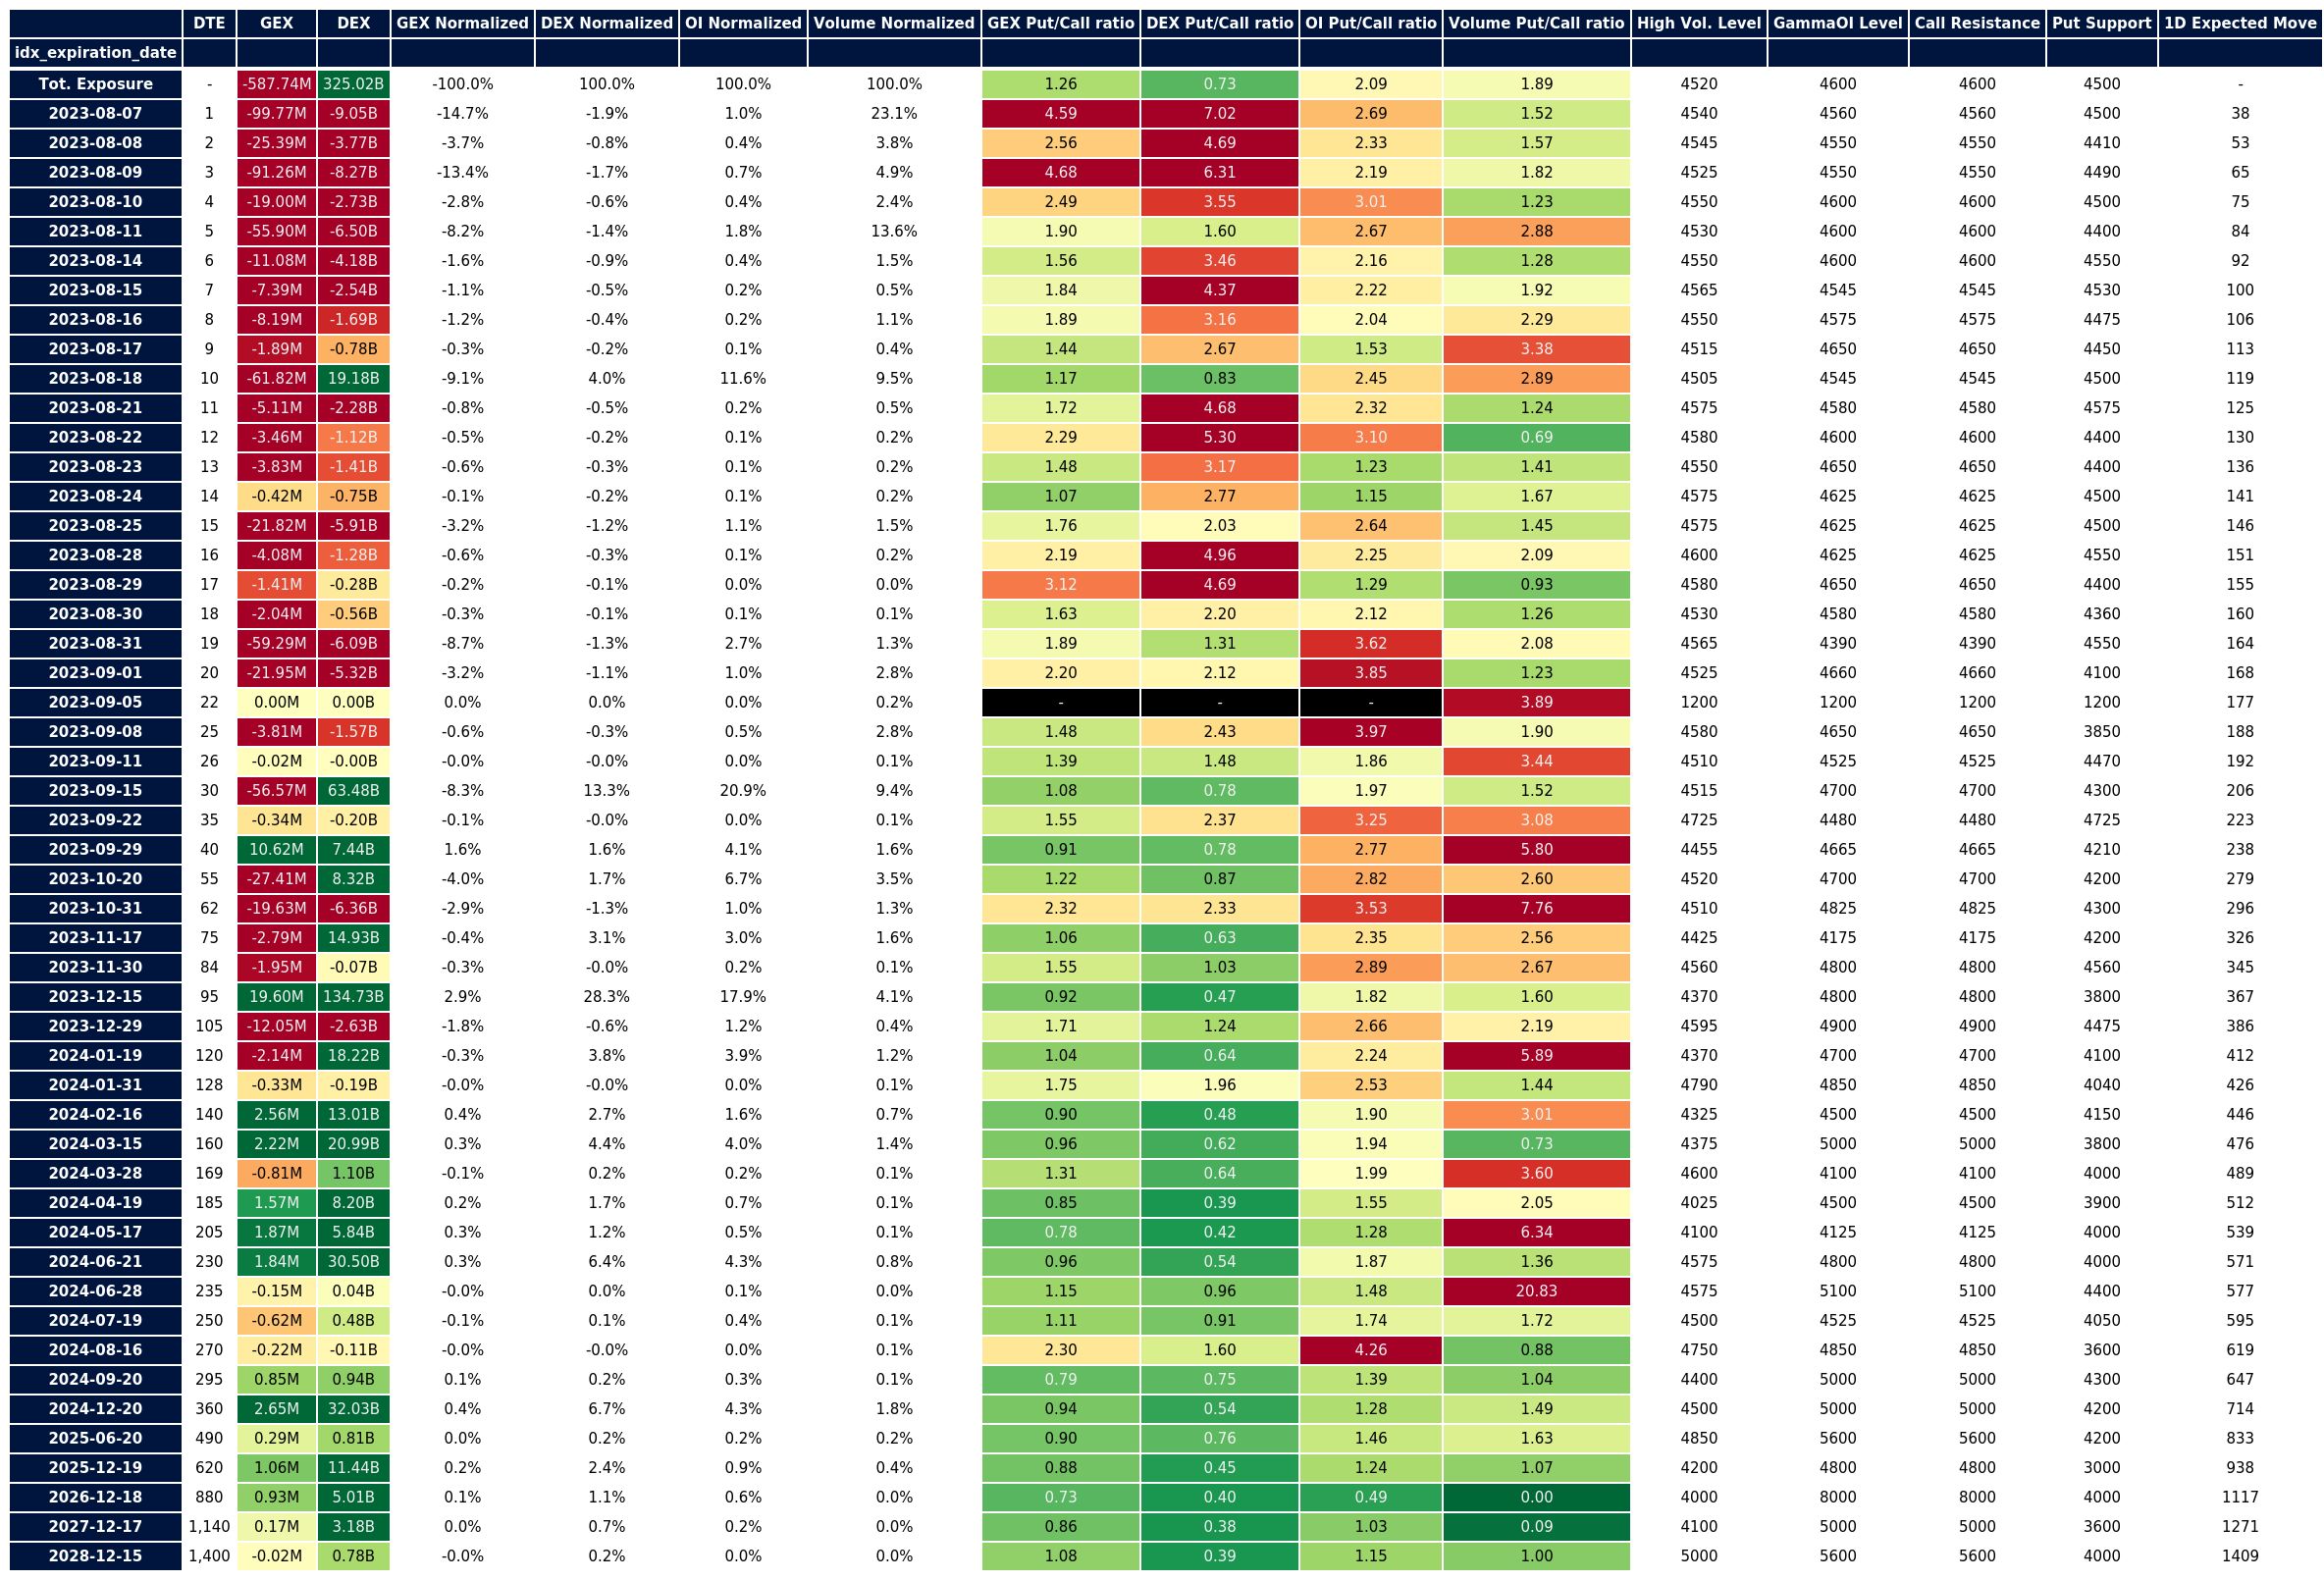 DTE GEX DEX GEX Normalized DEX Normalized OI Normalized Volume Normalized GEX Put/Call ratio DEX Put/Call ratio OI Put/Call ratio Volume Put/Call ratio High Vol. Level GammaOI Level Call Resistance Put Support 1D Expected Move
idx_expiration_date
Tot. Exposure - -587.74M 325.02B -100.0% 100.0% 100.0% 100.0% 1.26 0.73 2.09 1.89 4520 4600 4600 4500 -
2023-08-07 1 -99.77M -9.05B -14.7% -1.9% 1.0% 23.1% 4.59 7.02 2.69 1.52 4540 4560 4560 4500 38
2023-08-08 2 -25.39M -3.77B -3.7% -0.8% 0.4% 3.8% 2.56 4.69 2.33 1.57 4545 4550 4550 4410 53
2023-08-09 3 -91.26M -8.27B -13.4% -1.7% 0.7% 4.9% 4.68 6.31 2.19 1.82 4525 4550 4550 4490 65
2023-08-10 4 -19.00M -2.73B -2.8% -0.6% 0.4% 2.4% 2.49 3.55 3.01 1.23 4550 4600 4600 4500 75
2023-08-11 5 -55.90M -6.50B -8.2% -1.4% 1.8% 13.6% 1.90 1.60 2.67 2.88 4530 4600 4600 4400 84
2023-08-14 6 -11.08M -4.18B -1.6% -0.9% 0.4% 1.5% 1.56 3.46 2.16 1.28 4550 4600 4600 4550 92
2023-08-15 7 -7.39M -2.54B -1.1% -0.5% 0.2% 0.5% 1.84 4.37 2.22 1.92 4565 4545 4545 4530 100
2023-08-16 8 -8.19M -1.69B -1.2% -0.4% 0.2% 1.1% 1.89 3.16 2.04 2.29 4550 4575 4575 4475 106
2023-08-17 9 -1.89M -0.78B -0.3% -0.2% 0.1% 0.4% 1.44 2.67 1.53 3.38 4515 4650 4650 4450 113
2023-08-18 10 -61.82M 19.18B -9.1% 4.0% 11.6% 9.5% 1.17 0.83 2.45 2.89 4505 4545 4545 4500 119
2023-08-21 11 -5.11M -2.28B -0.8% -0.5% 0.2% 0.5% 1.72 4.68 2.32 1.24 4575 4580 4580 4575 125
2023-08-22 12 -3.46M -1.12B -0.5% -0.2% 0.1% 0.2% 2.29 5.30 3.10 0.69 4580 4600 4600 4400 130
2023-08-23 13 -3.83M -1.41B -0.6% -0.3% 0.1% 0.2% 1.48 3.17 1.23 1.41 4550 4650 4650 4400 136
2023-08-24 14 -0.42M -0.75B -0.1% -0.2% 0.1% 0.2% 1.07 2.77 1.15 1.67 4575 4625 4625 4500 141
2023-08-25 15 -21.82M -5.91B -3.2% -1.2% 1.1% 1.5% 1.76 2.03 2.64 1.45 4575 4625 4625 4500 146
2023-08-28 16 -4.08M -1.28B -0.6% -0.3% 0.1% 0.2% 2.19 4.96 2.25 2.09 4600 4625 4625 4550 151
2023-08-29 17 -1.41M -0.28B -0.2% -0.1% 0.0% 0.0% 3.12 4.69 1.29 0.93 4580 4650 4650 4400 155
2023-08-30 18 -2.04M -0.56B -0.3% -0.1% 0.1% 0.1% 1.63 2.20 2.12 1.26 4530 4580 4580 4360 160
2023-08-31 19 -59.29M -6.09B -8.7% -1.3% 2.7% 1.3% 1.89 1.31 3.62 2.08 4565 4390 4390 4550 164
2023-09-01 20 -21.95M -5.32B -3.2% -1.1% 1.0% 2.8% 2.20 2.12 3.85 1.23 4525 4660 4660 4100 168
2023-09-05 22 0.00M 0.00B 0.0% 0.0% 0.0% 0.2% - - - 3.89 1200 1200 1200 1200 177
2023-09-08 25 -3.81M -1.57B -0.6% -0.3% 0.5% 2.8% 1.48 2.43 3.97 1.90 4580 4650 4650 3850 188
2023-09-11 26 -0.02M -0.00B -0.0% -0.0% 0.0% 0.1% 1.39 1.48 1.86 3.44 4510 4525 4525 4470 192
2023-09-15 30 -56.57M 63.48B -8.3% 13.3% 20.9% 9.4% 1.08 0.78 1.97 1.52 4515 4700 4700 4300 206
2023-09-22 35 -0.34M -0.20B -0.1% -0.0% 0.0% 0.1% 1.55 2.37 3.25 3.08 4725 4480 4480 4725 223
2023-09-29 40 10.62M 7.44B 1.6% 1.6% 4.1% 1.6% 0.91 0.78 2.77 5.80 4455 4665 4665 4210 238
2023-10-20 55 -27.41M 8.32B -4.0% 1.7% 6.7% 3.5% 1.22 0.87 2.82 2.60 4520 4700 4700 4200 279
2023-10-31 62 -19.63M -6.36B -2.9% -1.3% 1.0% 1.3% 2.32 2.33 3.53 7.76 4510 4825 4825 4300 296
2023-11-17 75 -2.79M 14.93B -0.4% 3.1% 3.0% 1.6% 1.06 0.63 2.35 2.56 4425 4175 4175 4200 326
2023-11-30 84 -1.95M -0.07B -0.3% -0.0% 0.2% 0.1% 1.55 1.03 2.89 2.67 4560 4800 4800 4560 345
2023-12-15 95 19.60M 134.73B 2.9% 28.3% 17.9% 4.1% 0.92 0.47 1.82 1.60 4370 4800 4800 3800 367
2023-12-29 105 -12.05M -2.63B -1.8% -0.6% 1.2% 0.4% 1.71 1.24 2.66 2.19 4595 4900 4900 4475 386
2024-01-19 120 -2.14M 18.22B -0.3% 3.8% 3.9% 1.2% 1.04 0.64 2.24 5.89 4370 4700 4700 4100 412
2024-01-31 128 -0.33M -0.19B -0.0% -0.0% 0.0% 0.1% 1.75 1.96 2.53 1.44 4790 4850 4850 4040 426
2024-02-16 140 2.56M 13.01B 0.4% 2.7% 1.6% 0.7% 0.90 0.48 1.90 3.01 4325 4500 4500 4150 446
2024-03-15 160 2.22M 20.99B 0.3% 4.4% 4.0% 1.4% 0.96 0.62 1.94 0.73 4375 5000 5000 3800 476
2024-03-28 169 -0.81M 1.10B -0.1% 0.2% 0.2% 0.1% 1.31 0.64 1.99 3.60 4600 4100 4100 4000 489
2024-04-19 185 1.57M 8.20B 0.2% 1.7% 0.7% 0.1% 0.85 0.39 1.55 2.05 4025 4500 4500 3900 512
2024-05-17 205 1.87M 5.84B 0.3% 1.2% 0.5% 0.1% 0.78 0.42 1.28 6.34 4100 4125 4125 4000 539
2024-06-21 230 1.84M 30.50B 0.3% 6.4% 4.3% 0.8% 0.96 0.54 1.87 1.36 4575 4800 4800 4000 571
2024-06-28 235 -0.15M 0.04B -0.0% 0.0% 0.1% 0.0% 1.15 0.96 1.48 20.83 4575 5100 5100 4400 577
2024-07-19 250 -0.62M 0.48B -0.1% 0.1% 0.4% 0.1% 1.11 0.91 1.74 1.72 4500 4525 4525 4050 595
2024-08-16 270 -0.22M -0.11B -0.0% -0.0% 0.0% 0.1% 2.30 1.60 4.26 0.88 4750 4850 4850 3600 619
2024-09-20 295 0.85M 0.94B 0.1% 0.2% 0.3% 0.1% 0.79 0.75 1.39 1.04 4400 5000 5000 4300 647
2024-12-20 360 2.65M 32.03B 0.4% 6.7% 4.3% 1.8% 0.94 0.54 1.28 1.49 4500 5000 5000 4200 714
2025-06-20 490 0.29M 0.81B 0.0% 0.2% 0.2% 0.2% 0.90 0.76 1.46 1.63 4850 5600 5600 4200 833
2025-12-19 620 1.06M 11.44B 0.2% 2.4% 0.9% 0.4% 0.88 0.45 1.24 1.07 4200 4800 4800 3000 938
2026-12-18 880 0.93M 5.01B 0.1% 1.1% 0.6% 0.0% 0.73 0.40 0.49 0.00 4000 8000 8000 4000 1117
2027-12-17 1,140 0.17M 3.18B 0.0% 0.7% 0.2% 0.0% 0.86 0.38 1.03 0.09 4100 5000 5000 3600 1271
2028-12-15 1,400 -0.02M 0.78B -0.0% 0.2% 0.0% 0.0% 1.08 0.39 1.15 1.00 5000 5600 5600 4000 1409